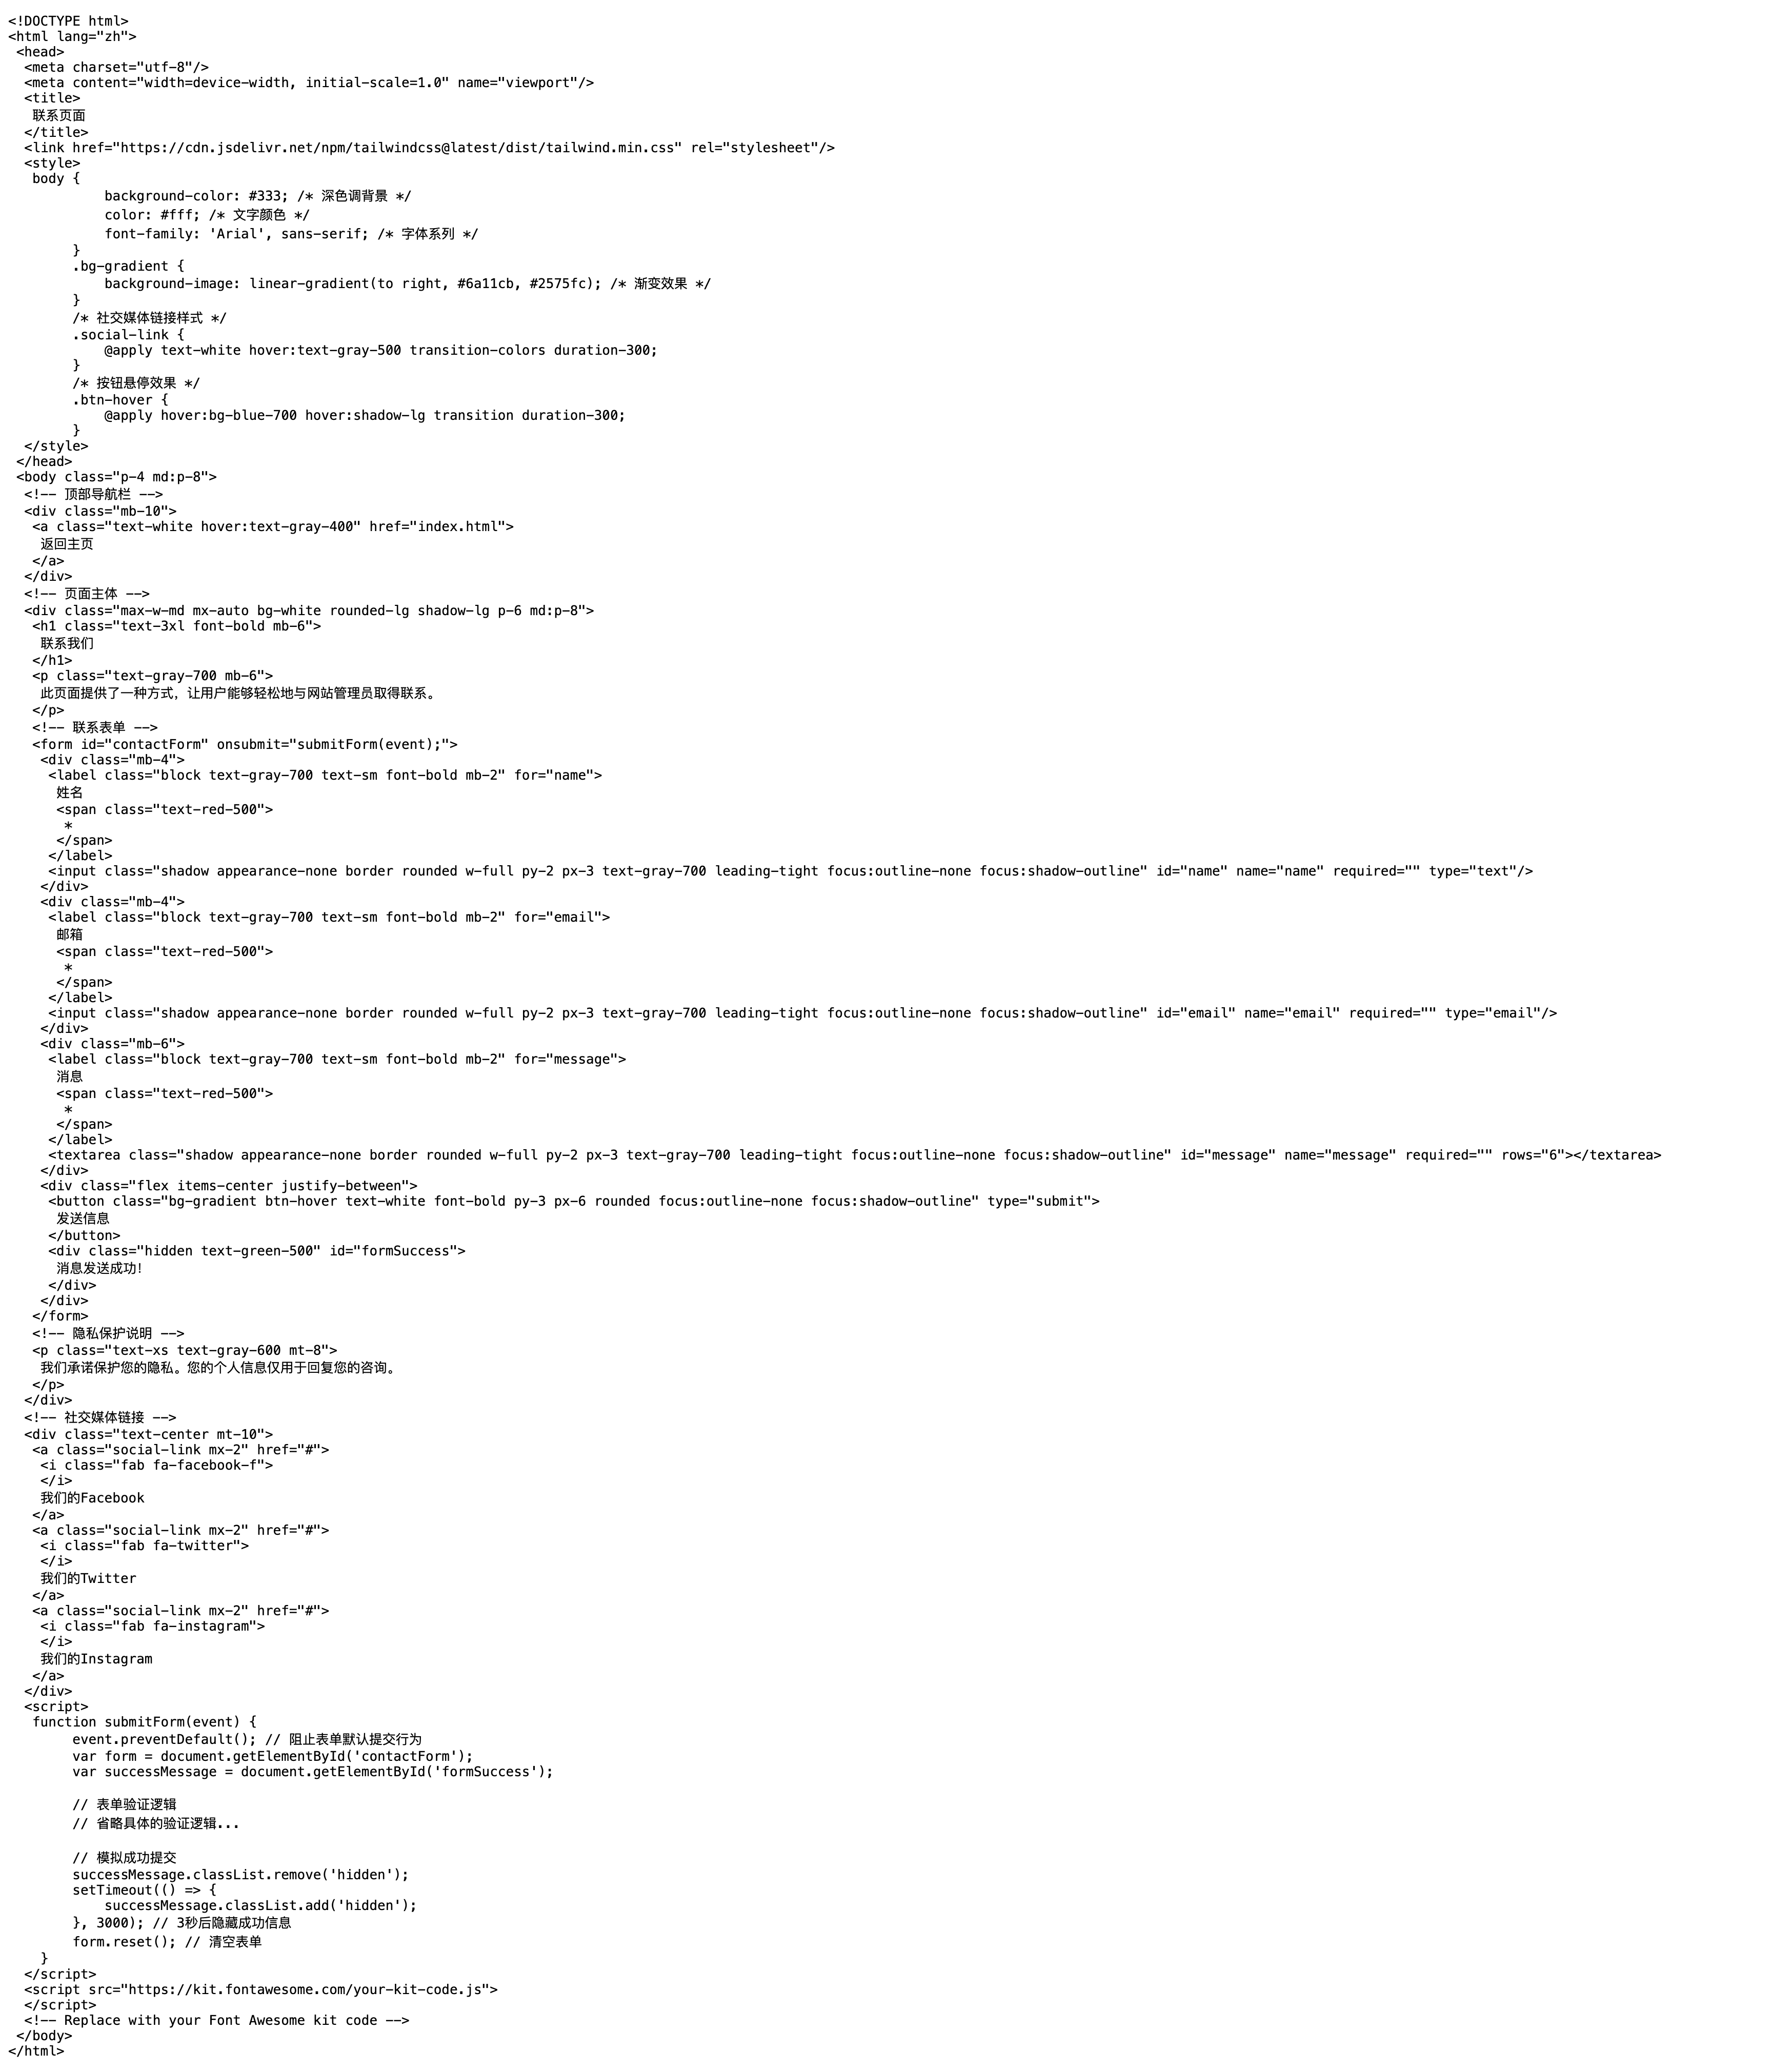 <!DOCTYPE html>
<html lang="zh">
 <head>
  <meta charset="utf-8"/>
  <meta content="width=device-width, initial-scale=1.0" name="viewport"/>
  <title>
   联系页面
  </title>
  <link href="https://cdn.jsdelivr.net/npm/tailwindcss@latest/dist/tailwind.min.css" rel="stylesheet"/>
  <style>
   body {
            background-color: #333; /* 深色调背景 */
            color: #fff; /* 文字颜色 */
            font-family: 'Arial', sans-serif; /* 字体系列 */
        }
        .bg-gradient {
            background-image: linear-gradient(to right, #6a11cb, #2575fc); /* 渐变效果 */
        }
        /* 社交媒体链接样式 */
        .social-link {
            @apply text-white hover:text-gray-500 transition-colors duration-300;
        }
        /* 按钮悬停效果 */
        .btn-hover {
            @apply hover:bg-blue-700 hover:shadow-lg transition duration-300;
        }
  </style>
 </head>
 <body class="p-4 md:p-8">
  <!-- 顶部导航栏 -->
  <div class="mb-10">
   <a class="text-white hover:text-gray-400" href="index.html">
    返回主页
   </a>
  </div>
  <!-- 页面主体 -->
  <div class="max-w-md mx-auto bg-white rounded-lg shadow-lg p-6 md:p-8">
   <h1 class="text-3xl font-bold mb-6">
    联系我们
   </h1>
   <p class="text-gray-700 mb-6">
    此页面提供了一种方式，让用户能够轻松地与网站管理员取得联系。
   </p>
   <!-- 联系表单 -->
   <form id="contactForm" onsubmit="submitForm(event);">
    <div class="mb-4">
     <label class="block text-gray-700 text-sm font-bold mb-2" for="name">
      姓名
      <span class="text-red-500">
       *
      </span>
     </label>
     <input class="shadow appearance-none border rounded w-full py-2 px-3 text-gray-700 leading-tight focus:outline-none focus:shadow-outline" id="name" name="name" required="" type="text"/>
    </div>
    <div class="mb-4">
     <label class="block text-gray-700 text-sm font-bold mb-2" for="email">
      邮箱
      <span class="text-red-500">
       *
      </span>
     </label>
     <input class="shadow appearance-none border rounded w-full py-2 px-3 text-gray-700 leading-tight focus:outline-none focus:shadow-outline" id="email" name="email" required="" type="email"/>
    </div>
    <div class="mb-6">
     <label class="block text-gray-700 text-sm font-bold mb-2" for="message">
      消息
      <span class="text-red-500">
       *
      </span>
     </label>
     <textarea class="shadow appearance-none border rounded w-full py-2 px-3 text-gray-700 leading-tight focus:outline-none focus:shadow-outline" id="message" name="message" required="" rows="6"></textarea>
    </div>
    <div class="flex items-center justify-between">
     <button class="bg-gradient btn-hover text-white font-bold py-3 px-6 rounded focus:outline-none focus:shadow-outline" type="submit">
      发送信息
     </button>
     <div class="hidden text-green-500" id="formSuccess">
      消息发送成功！
     </div>
    </div>
   </form>
   <!-- 隐私保护说明 -->
   <p class="text-xs text-gray-600 mt-8">
    我们承诺保护您的隐私。您的个人信息仅用于回复您的咨询。
   </p>
  </div>
  <!-- 社交媒体链接 -->
  <div class="text-center mt-10">
   <a class="social-link mx-2" href="#">
    <i class="fab fa-facebook-f">
    </i>
    我们的Facebook
   </a>
   <a class="social-link mx-2" href="#">
    <i class="fab fa-twitter">
    </i>
    我们的Twitter
   </a>
   <a class="social-link mx-2" href="#">
    <i class="fab fa-instagram">
    </i>
    我们的Instagram
   </a>
  </div>
  <script>
   function submitForm(event) {
        event.preventDefault(); // 阻止表单默认提交行为
        var form = document.getElementById('contactForm');
        var successMessage = document.getElementById('formSuccess');

        // 表单验证逻辑
        // 省略具体的验证逻辑...

        // 模拟成功提交
        successMessage.classList.remove('hidden');
        setTimeout(() => {
            successMessage.classList.add('hidden');
        }, 3000); // 3秒后隐藏成功信息
        form.reset(); // 清空表单
    }
  </script>
  <script src="https://kit.fontawesome.com/your-kit-code.js">
  </script>
  <!-- Replace with your Font Awesome kit code -->
 </body>
</html>